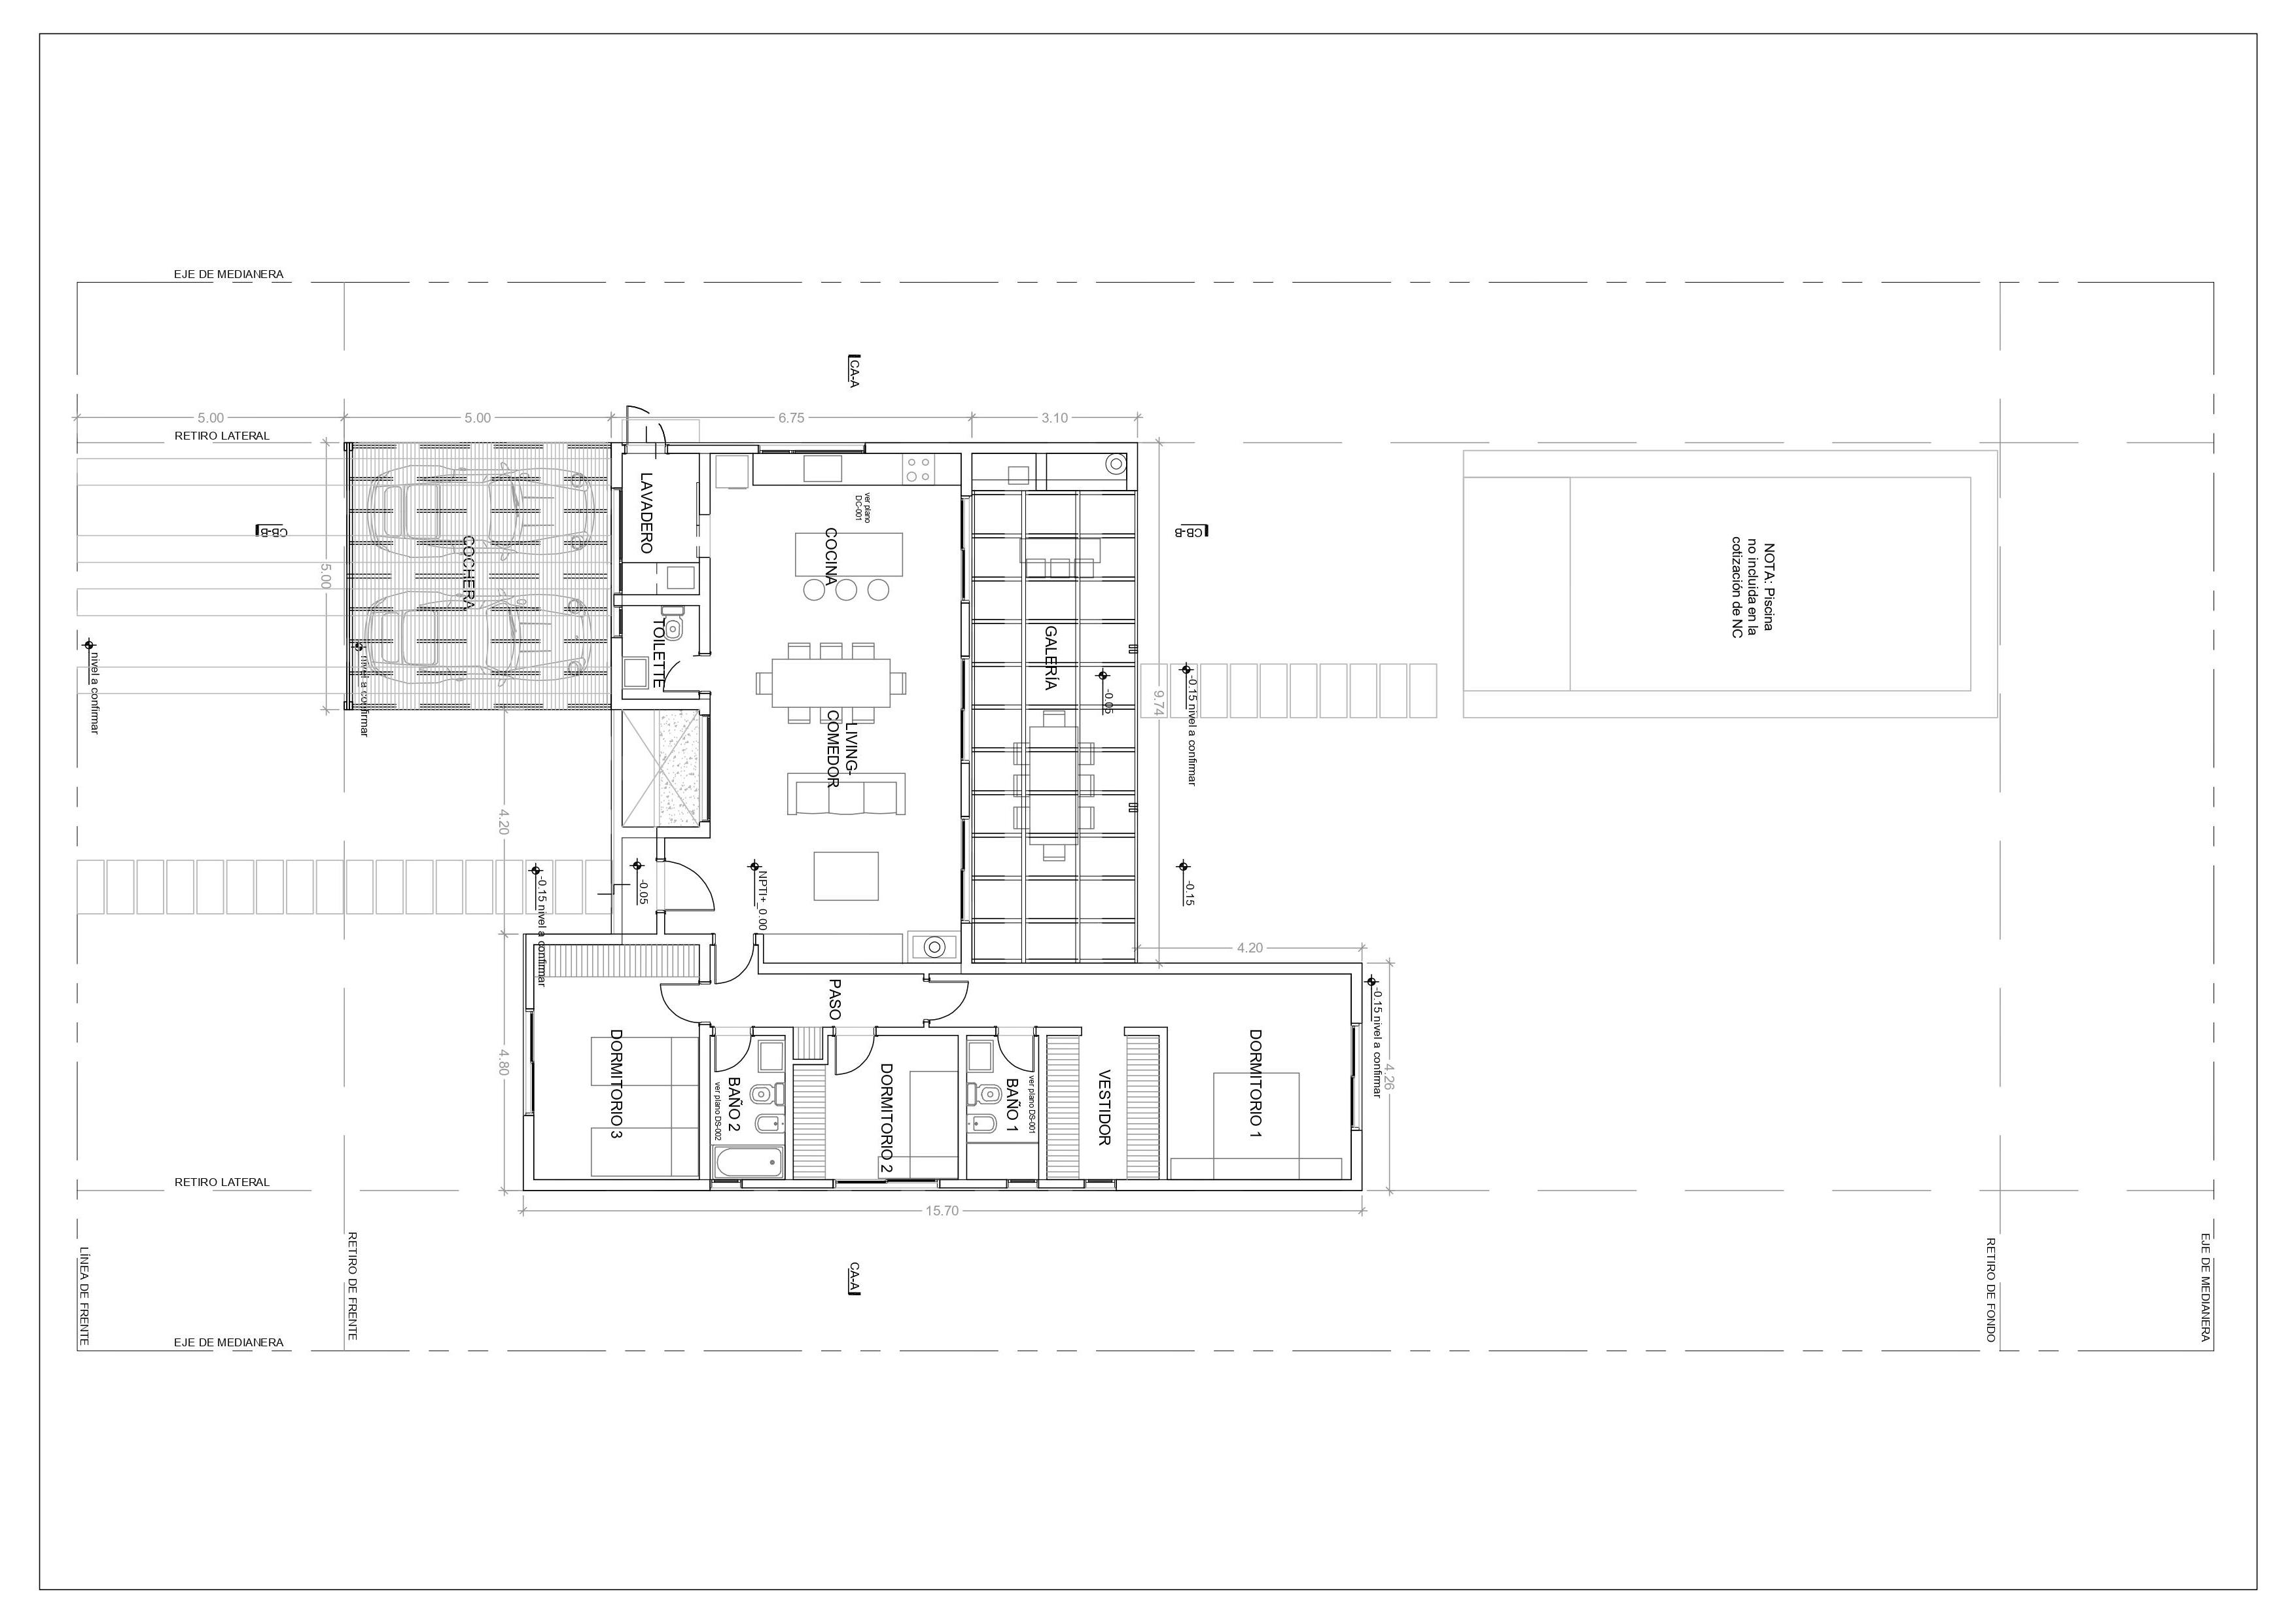 EJE DE MEDIANERA
CA-A
5.00
5.00
6.75
3.10
RETIRO LATERAL
LAVADERO
ver plano
DC-001
CB-B
CB-B
COCINA
COCHERA
5.00
NOTA: Piscina
no incluida en la
cotización de NC
TOILETTE
GALERÍA
nivel a confirmar
nivel a confirmar
-0.05
-0.15 nivel a confirmar
9.74
LIVING-
COMEDOR
4.20
-0.15 nivel a confirmar
-0.05
NPTI+_0.00
-0.15
4.20
PASO
-0.15 nivel a confirmar
DORMITORIO 3
4.80
BAÑO 2
ver plano DS-002
DORMITORIO 2
BAÑO 1
ver plano DS-001
VESTIDOR
DORMITORIO 1
4.26
RETIRO LATERAL
15.70
CA-A
LÍNEA DE FRENTE
RETIRO DE FRENTE
RETIRO DE FONDO
EJE DE MEDIANERA
EJE DE MEDIANERA